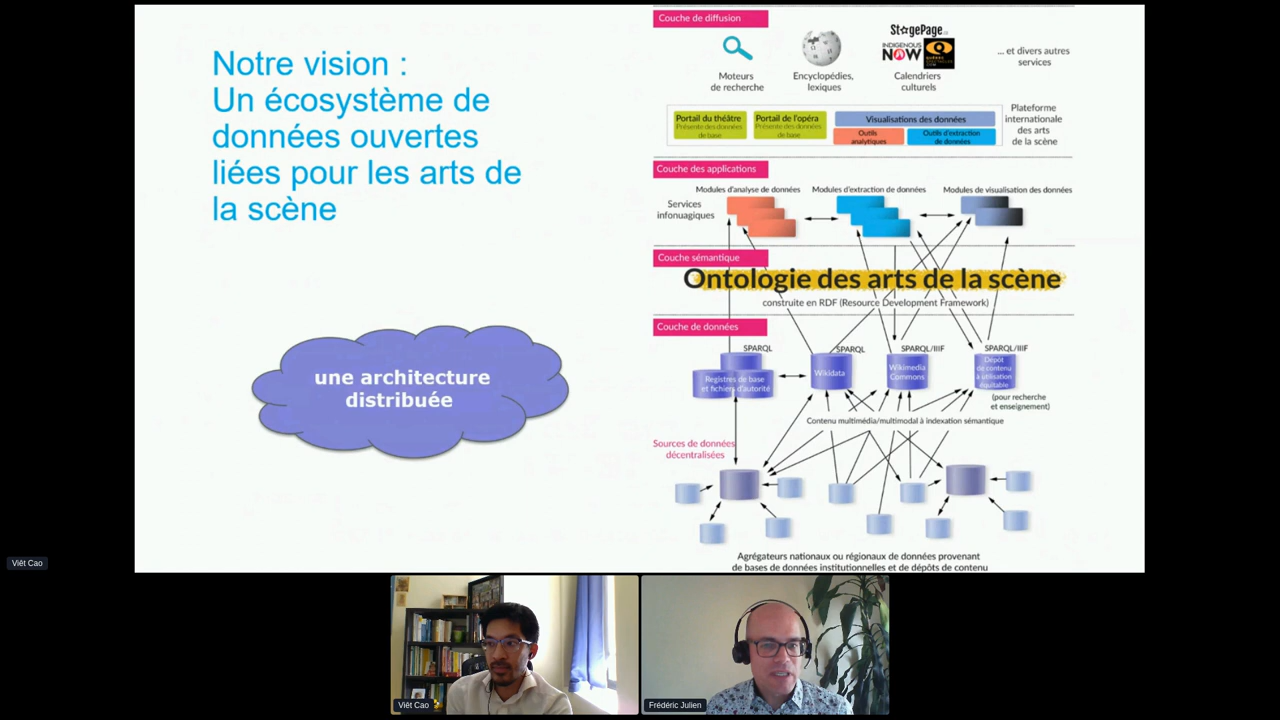 Notre vision :
Un écosystème de
données ouvertes
liées pour les arts de
la scène
une architecture
distribuée
Couche de diffusion
Moteurs
de recherche
Encyclopédies,
lexiques
St☆gePage
INDIGENOUS
NOW
Calendriers
culturels
... et divers autres
services
Portail du théâtre
Présente des données
de base
Portail de l'opéra
Présente des données
de base
Visualisations des données
Outils
analytiques
Outils d'extraction
de données
Plateforme
internationale
des arts
de la scène
Couche des applications
Services
infonuagiques
Modules d'analyse de données
Modules d'extraction de données
Modules de visualisation des données
Couche sémantique
Ontologie des arts de la scène
construite en RDF (Resource Development Framework)
Couche de données
SPARQL
Registres de base
et fichiers d'autorité
SPARQL
Wikidata
SPARQL/IIIF
Wikimedia
Commons
SPARQL/IIIF
Dépôt
de contenu
à utilisation
équitable
(pour recherche
et enseignement)
Contenu multimédia/multimodal à indexation sémantique
Sources de données
décentralisées
Agrégateurs nationaux ou régionaux de données provenant
de bases de données institutionnelles et de dépôts de contenu
Viêt Cao
Viêt Cao
Frédéric Julien